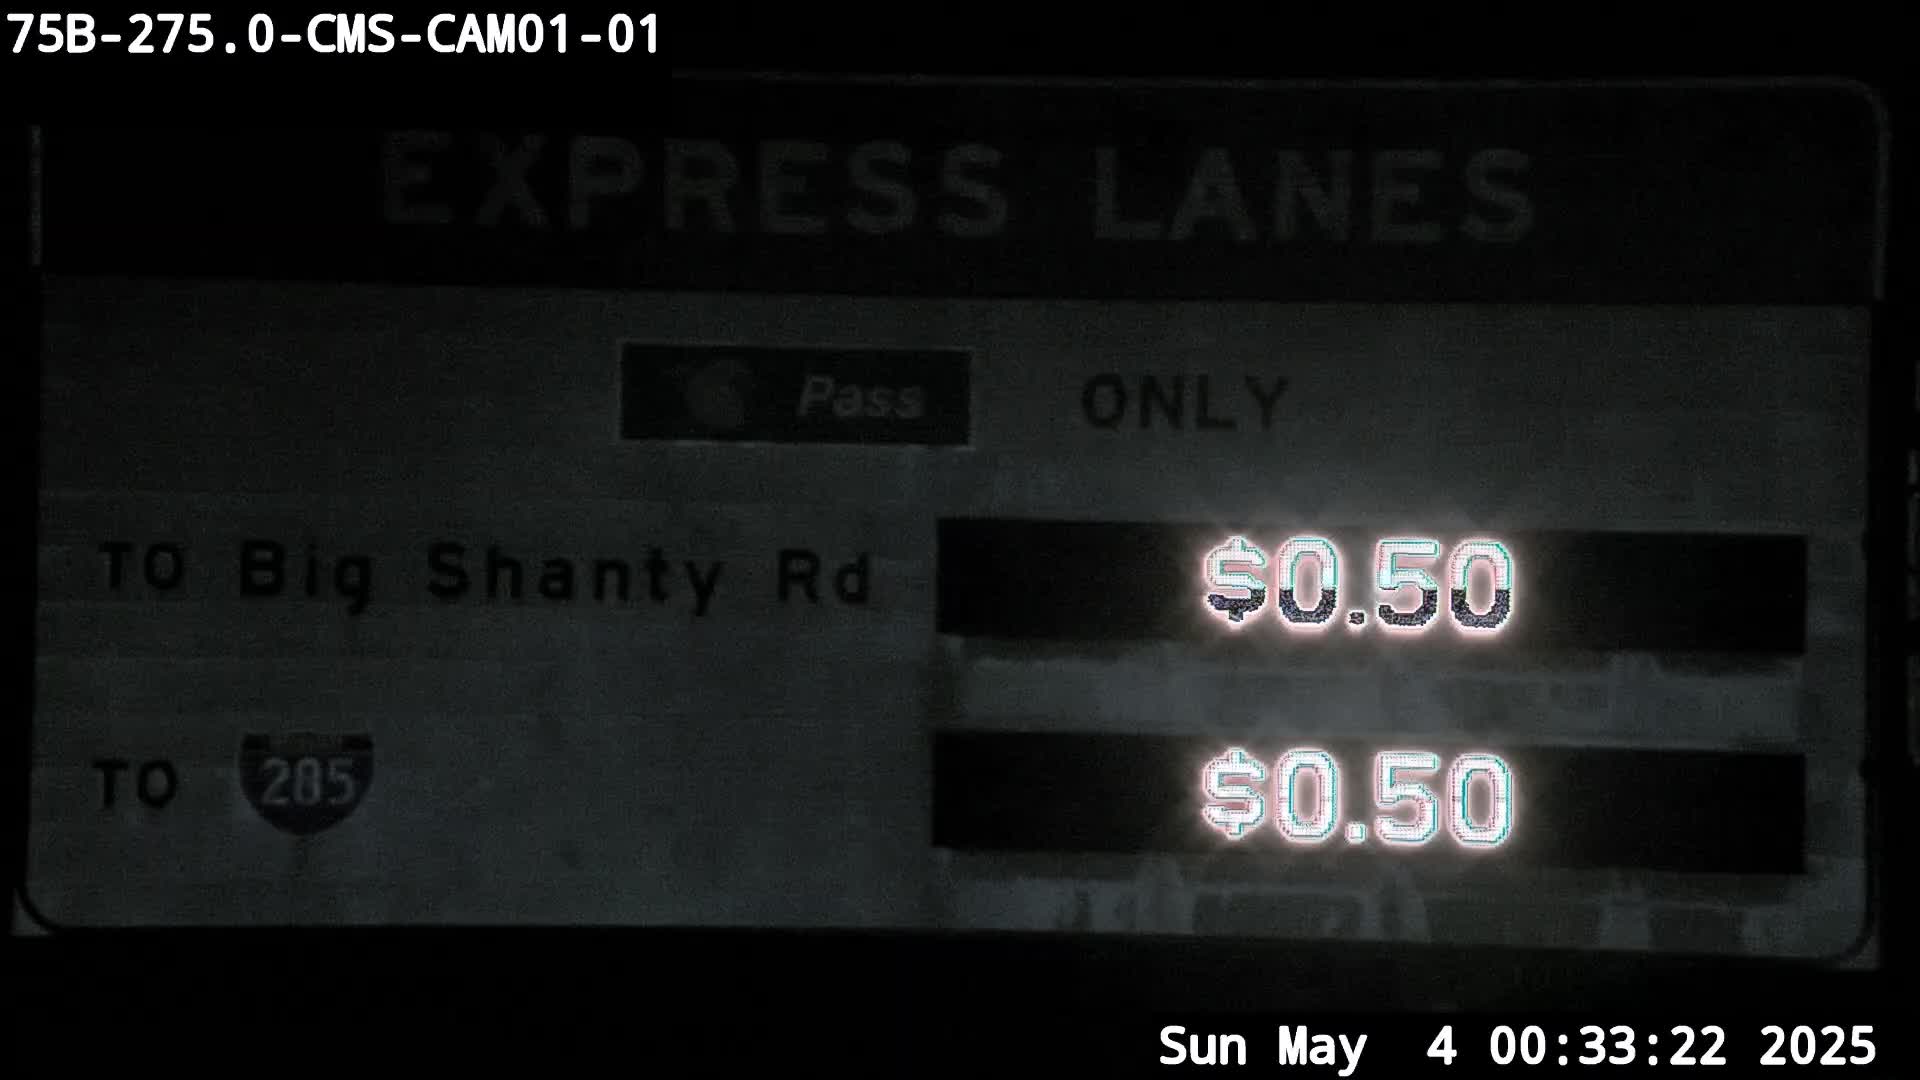 75B-275.0-CMS-CAM01-01
EXPRESS LANES
Pass ONLY
TO Big Shanty Rd $0.50
TO 285 $0.50
Sun May 4 00:33:22 2025